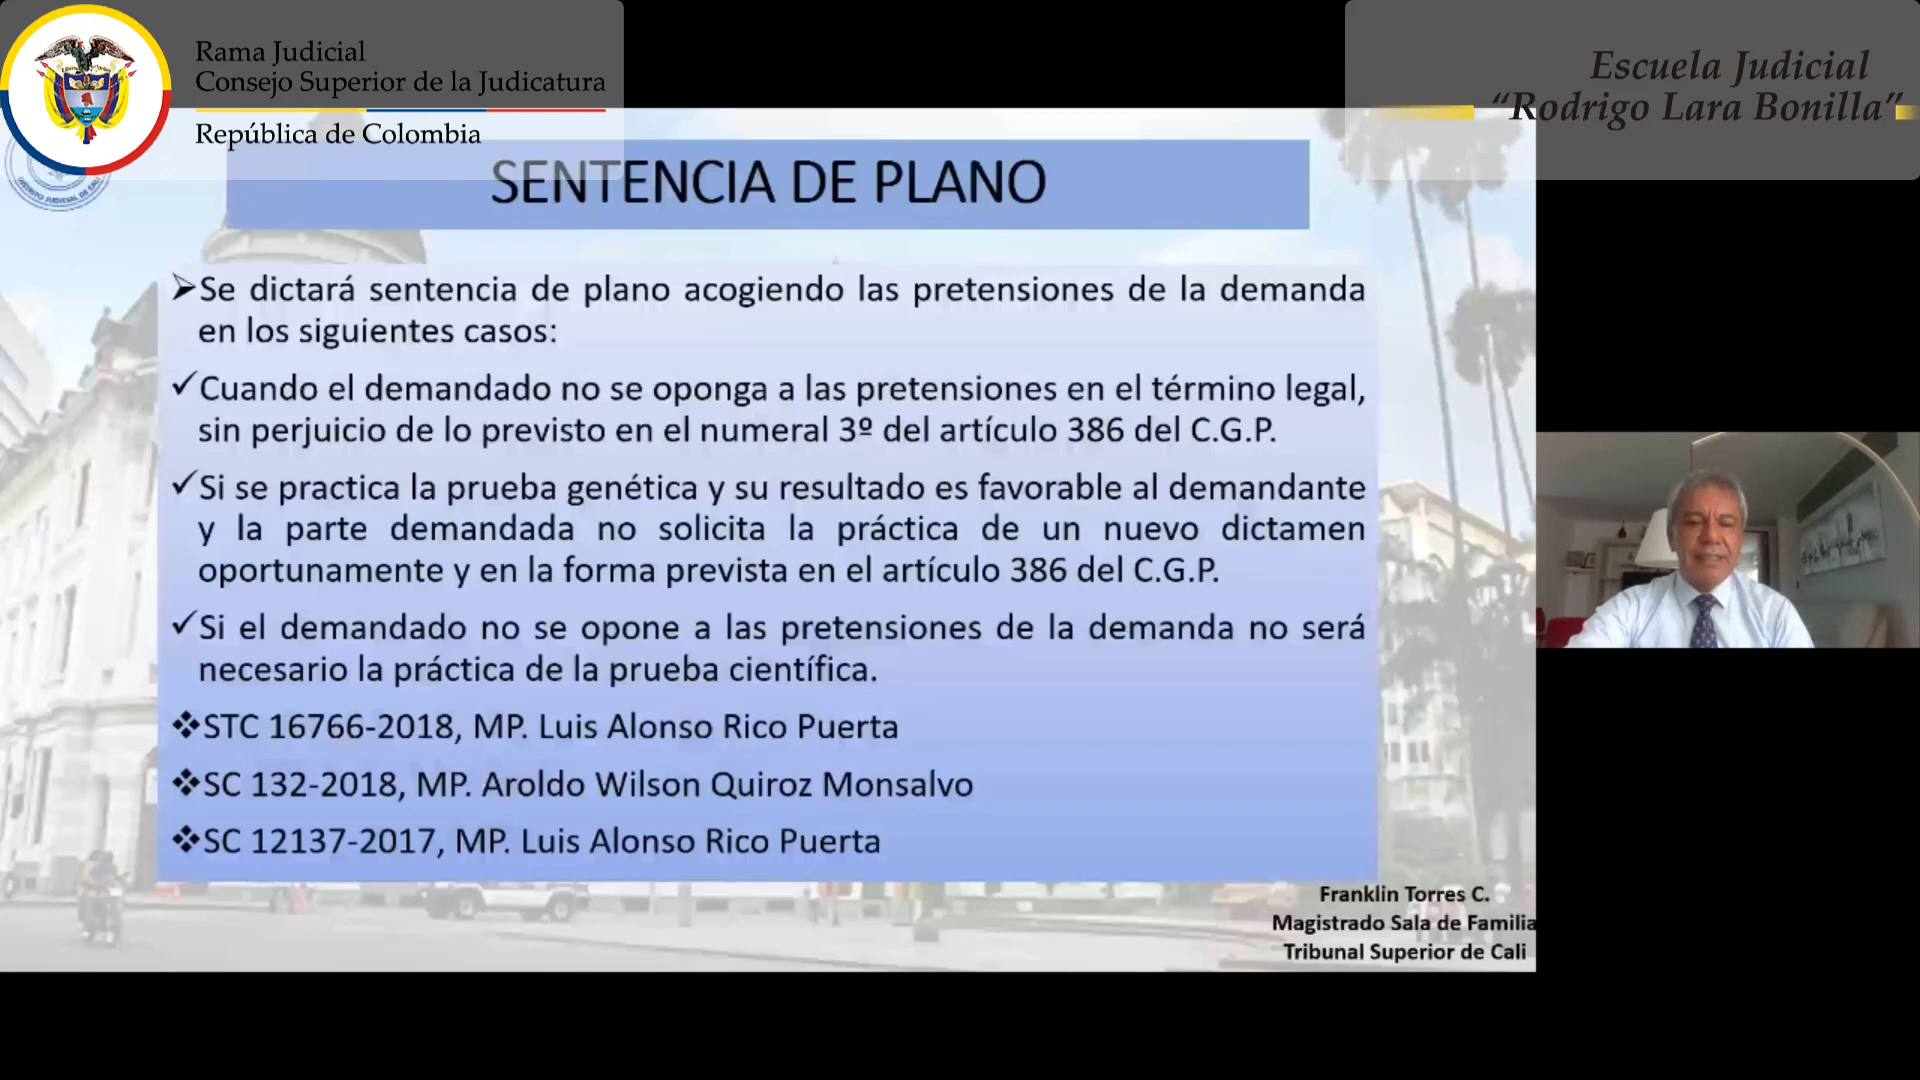 Rama Judicial
Consejo Superior de la Judicatura
República de Colombia
Escuela Judicial
“Rodrigo Lara Bonilla”
DISTRITO JUDICIAL DE CALI
SENTENCIA DE PLANO
➢Se dictará sentencia de plano acogiendo las pretensiones de la demanda
en los siguientes casos:
✓Cuando el demandado no se oponga a las pretensiones en el término legal,
sin perjuicio de lo previsto en el numeral 3º del artículo 386 del C.G.P.
✓Si se practica la prueba genética y su resultado es favorable al demandante
y la parte demandada no solicita la práctica de un nuevo dictamen
oportunamente y en la forma prevista en el artículo 386 del C.G.P.
✓Si el demandado no se opone a las pretensiones de la demanda no será
necesario la práctica de la prueba científica.
❖STC 16766-2018, MP. Luis Alonso Rico Puerta
❖SC 132-2018, MP. Aroldo Wilson Quiroz Monsalvo
❖SC 12137-2017, MP. Luis Alonso Rico Puerta
Franklin Torres C.
Magistrado Sala de Familia
Tribunal Superior de Cali